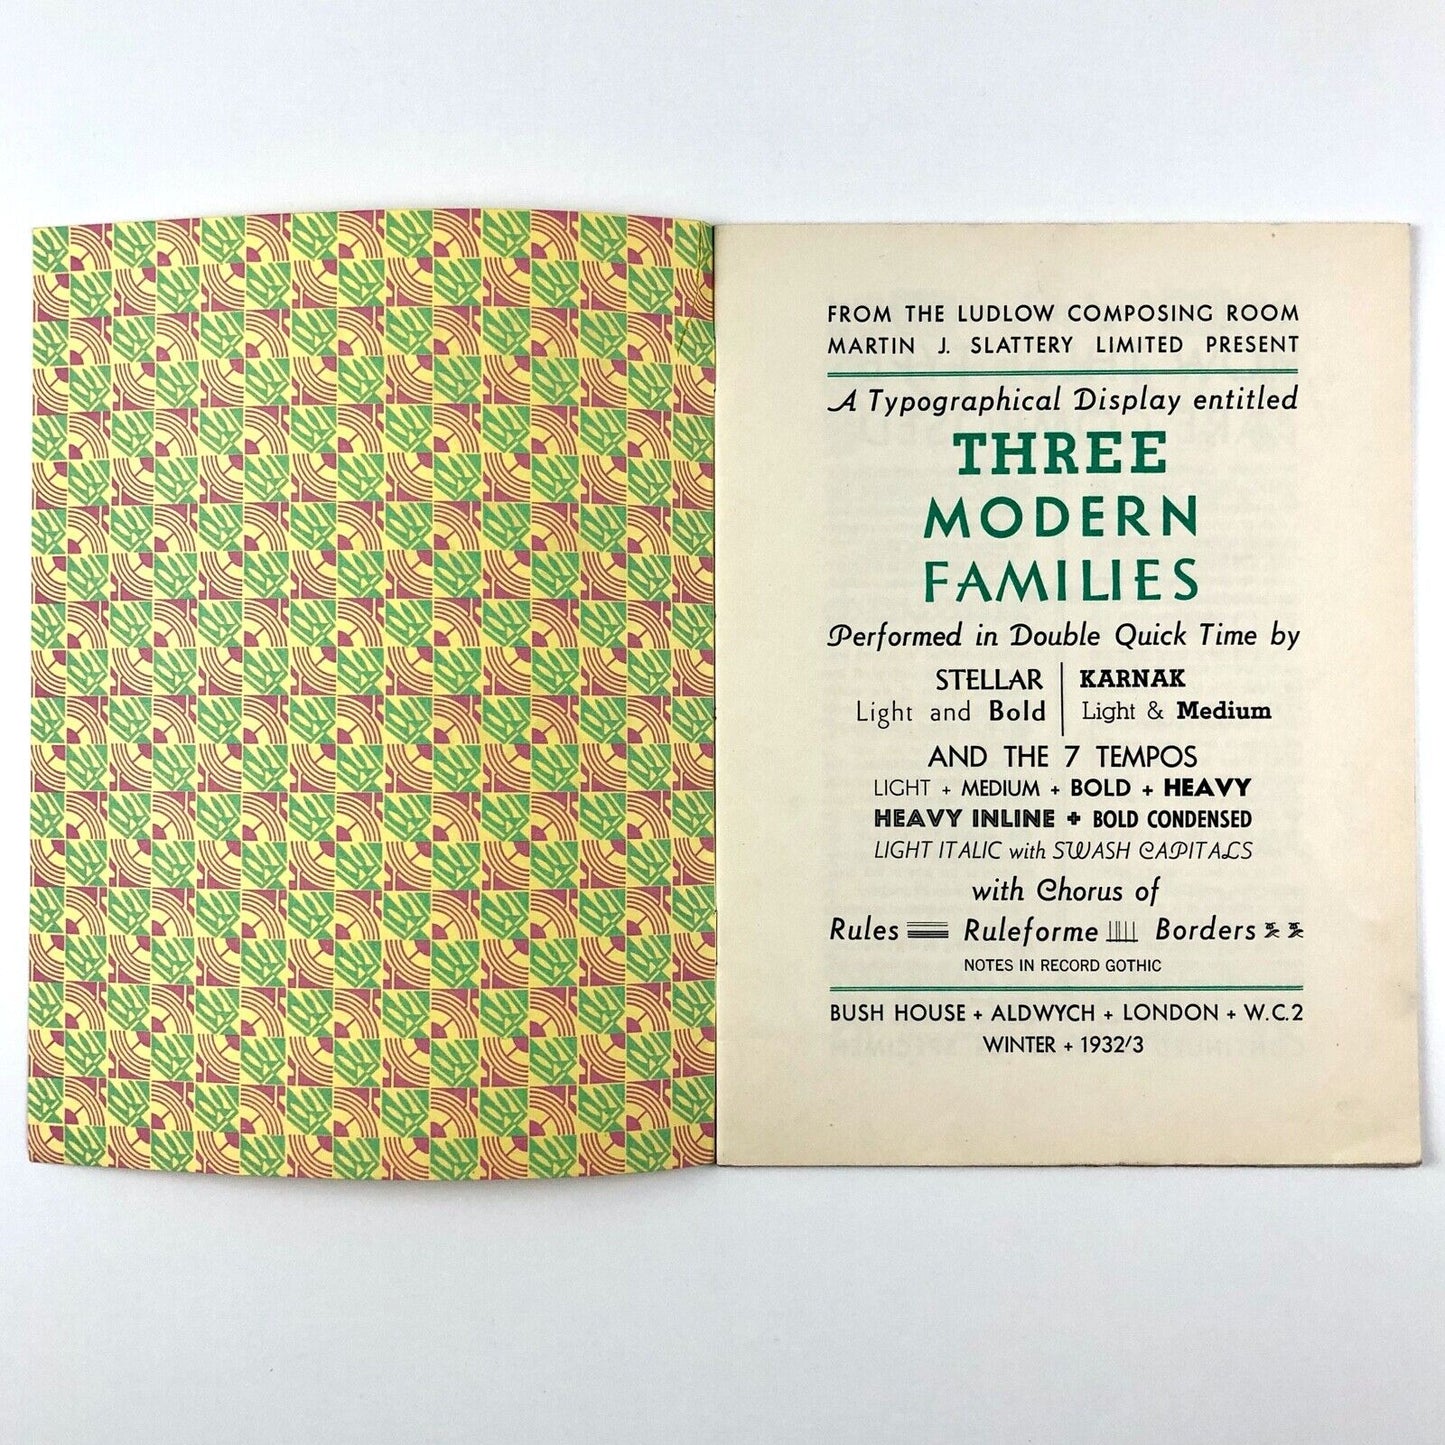 FROM THE LUDLOW COMPOSING ROOM
MARTIN J. SLATTERY LIMITED PRESENT
A Typographical Display entitled
THREE
MODERN
FAMILIES
Performed in Double Quick Time by
STELLAR
Light and Bold
KARNAK
Light & Medium
AND THE 7 TEMPOS
LIGHT + MEDIUM + BOLD + HEAVY
HEAVY INLINE + BOLD CONDENSED
LIGHT ITALIC with SWASH CAPITALS
with Chorus of
Rules Ruleforme Borders
NOTES IN RECORD GOTHIC
BUSH HOUSE + ALDWYCH + LONDON + W.C.2
WINTER + 1932/3